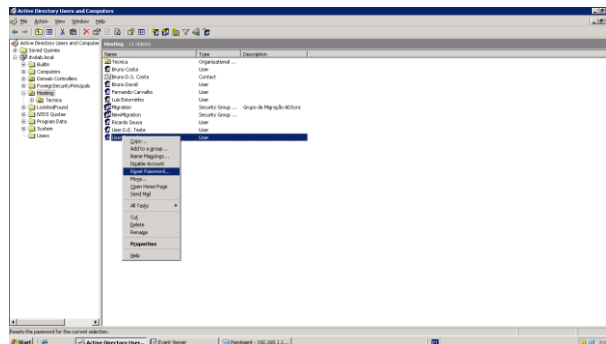 Active Directory Users and Computers
File Action View Window Help
Active Directory Users and Computer
Saved Queries
dvelab.local
Builtin
Computers
Domain Controllers
ForeignSecurityPrincipals
Hosting
Tecnica
LostAndFound
NTDS Quotas
Program Data
System
Users
Hosting 11 objects
Name Type Description
Tecnica Organizational ...
Bruno Costa User
Bruno D.S. Costa Contact
Bruno David User
Fernando Carvalho User
Luis Estorninho User
Migration Security Group ... Grupo de Migração ADSync
NewMigration Security Group ...
Ricardo Sousa User
User D.E. Teste User
User
Copy...
Add to a group...
Name Mappings...
Disable Account
Reset Password...
Move...
Open Home Page
Send Mail
All Tasks
Cut
Delete
Rename
Properties
Help
Resets the password for the current selection.
Start Active Directory User... Event Viewer